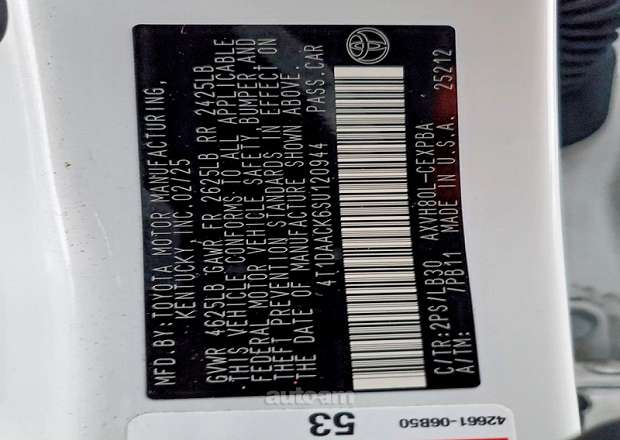 MFD.BY:TOYOTA MOTOR MANUFACTURING,
KENTUCKY, INC. 02/25
GVWR 4625LB GAWR FR 2625LB RR 2425LB
THIS VEHICLE CONFORMS TO ALL APPLICABLE
FEDERAL MOTOR VEHICLE SAFETY, BUMPER AND
THEFT PREVENTION STANDARDS IN EFFECT ON
THE DATE OF MANUFACTURE SHOWN ABOVE.
4T1DAACK6SU120944 PASS.CAR
C/TR:2PS/LB30 AXVH80L-CEXPBA
A/TM: 7PB11 MADE IN U.S.A. 25212
autoam
53
42661-06B50